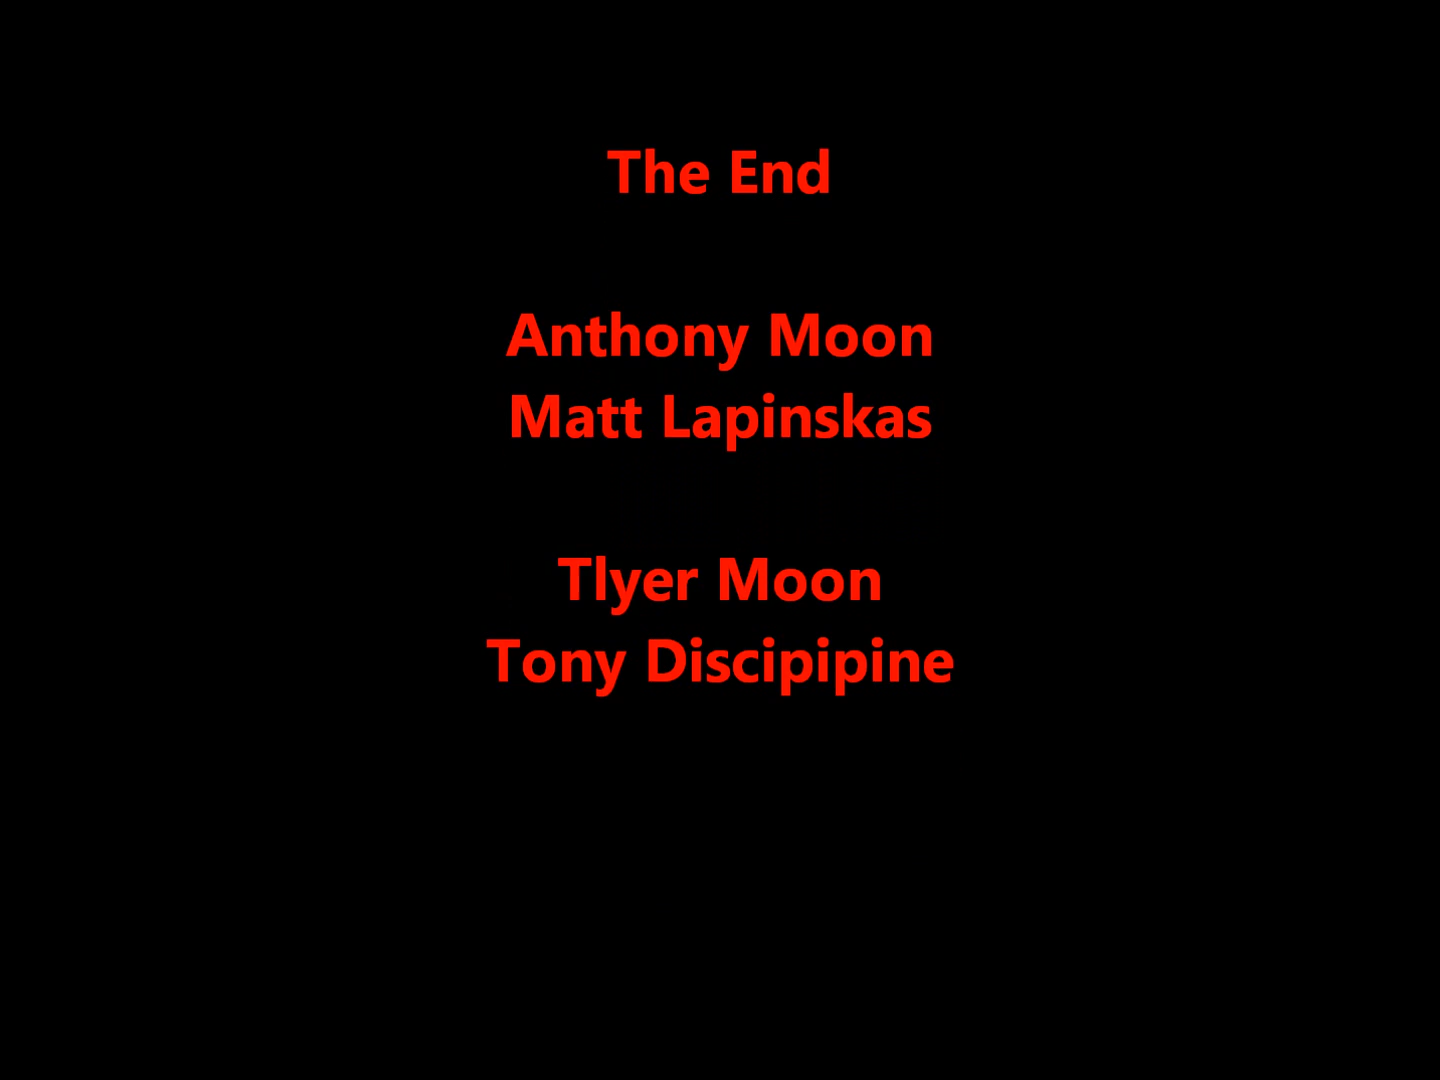 The End
Anthony Moon
Matt Lapinskas
Tlyer Moon
Tony Discipipine